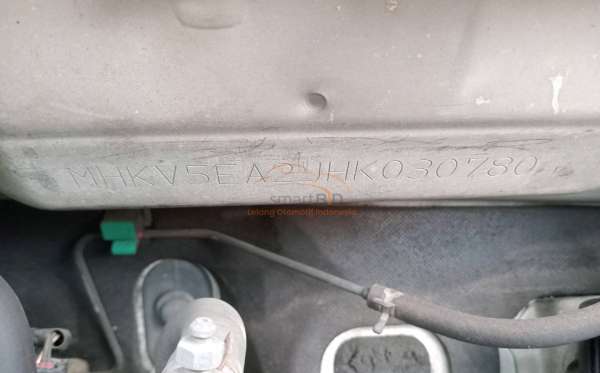 MHKV5EA2JHK030780
smartBID
Lelang Otomotif Indonesia